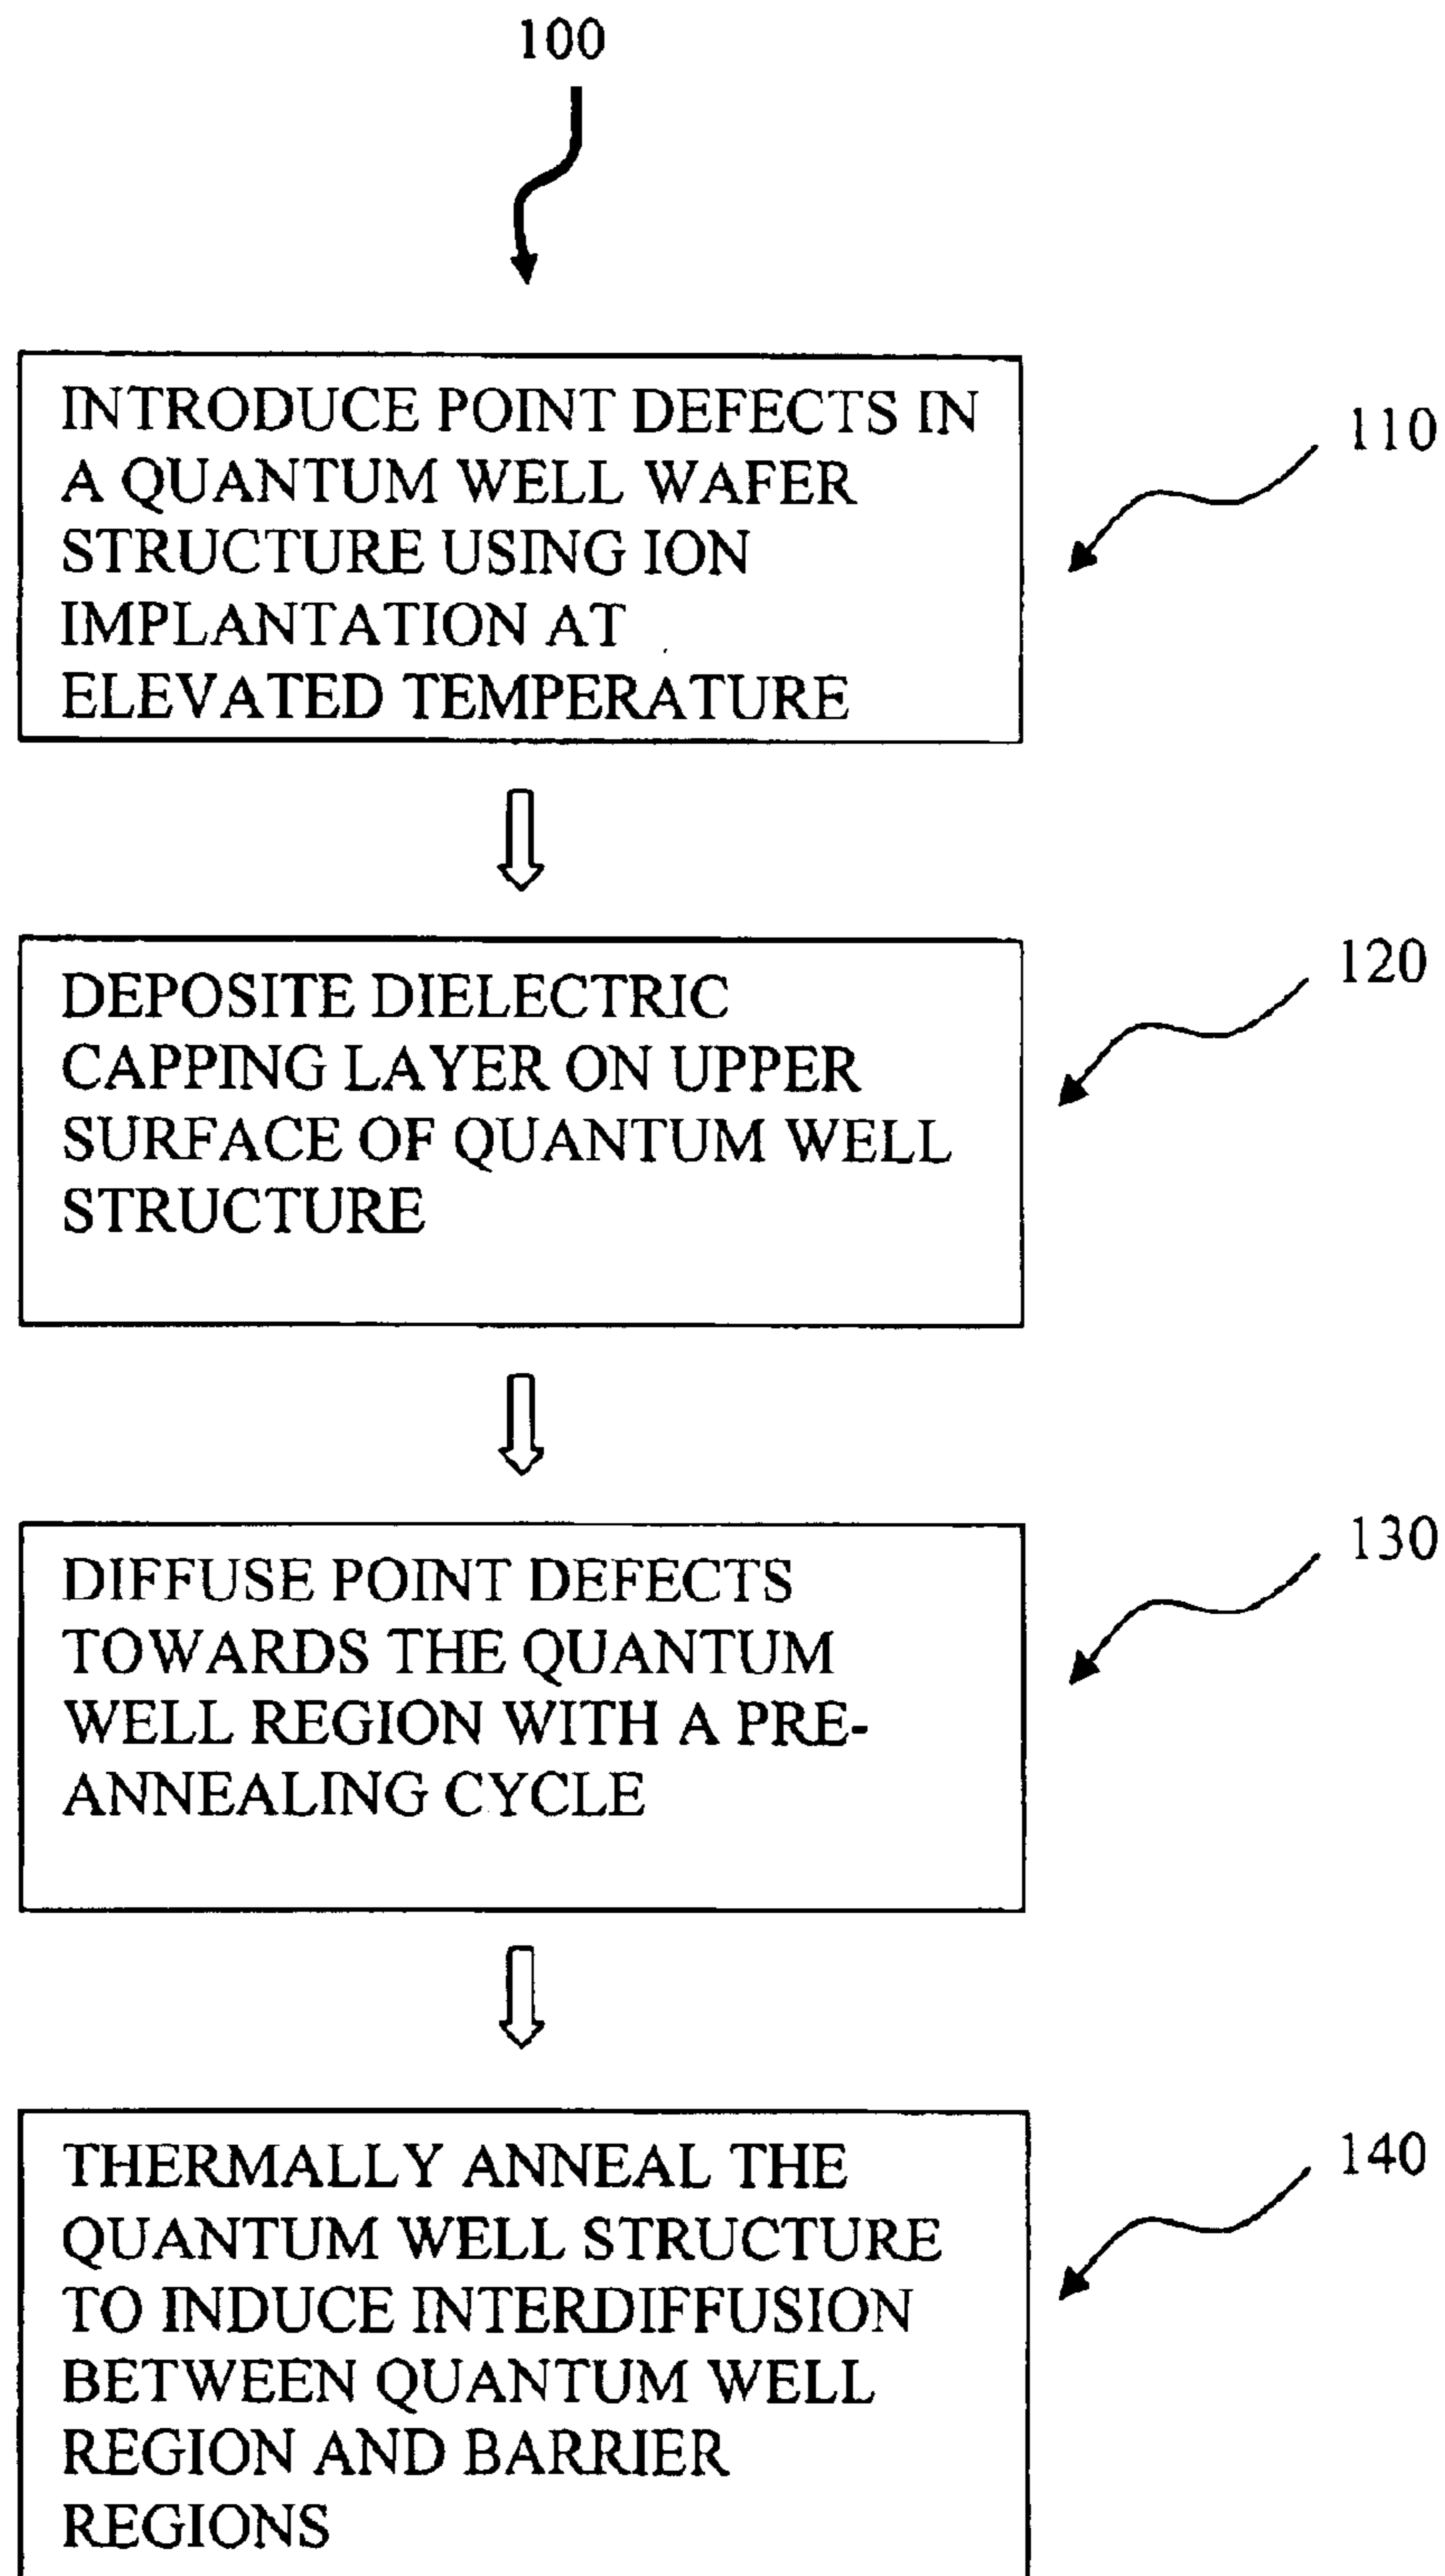 100
INTRODUCE POINT DEFECTS IN
A QUANTUM WELL WAFER
STRUCTURE USING ION
IMPLANTATION AT
ELEVATED TEMPERATURE
110
DEPOSITE DIELECTRIC
CAPPING LAYER ON UPPER
SURFACE OF QUANTUM WELL
STRUCTURE
120
DIFFUSE POINT DEFECTS
TOWARDS THE QUANTUM
WELL REGION WITH A PRE-
ANNEALING CYCLE
130
THERMALLY ANNEAL THE
QUANTUM WELL STRUCTURE
TO INDUCE INTERDIFFUSION
BETWEEN QUANTUM WELL
REGION AND BARRIER
REGIONS
140